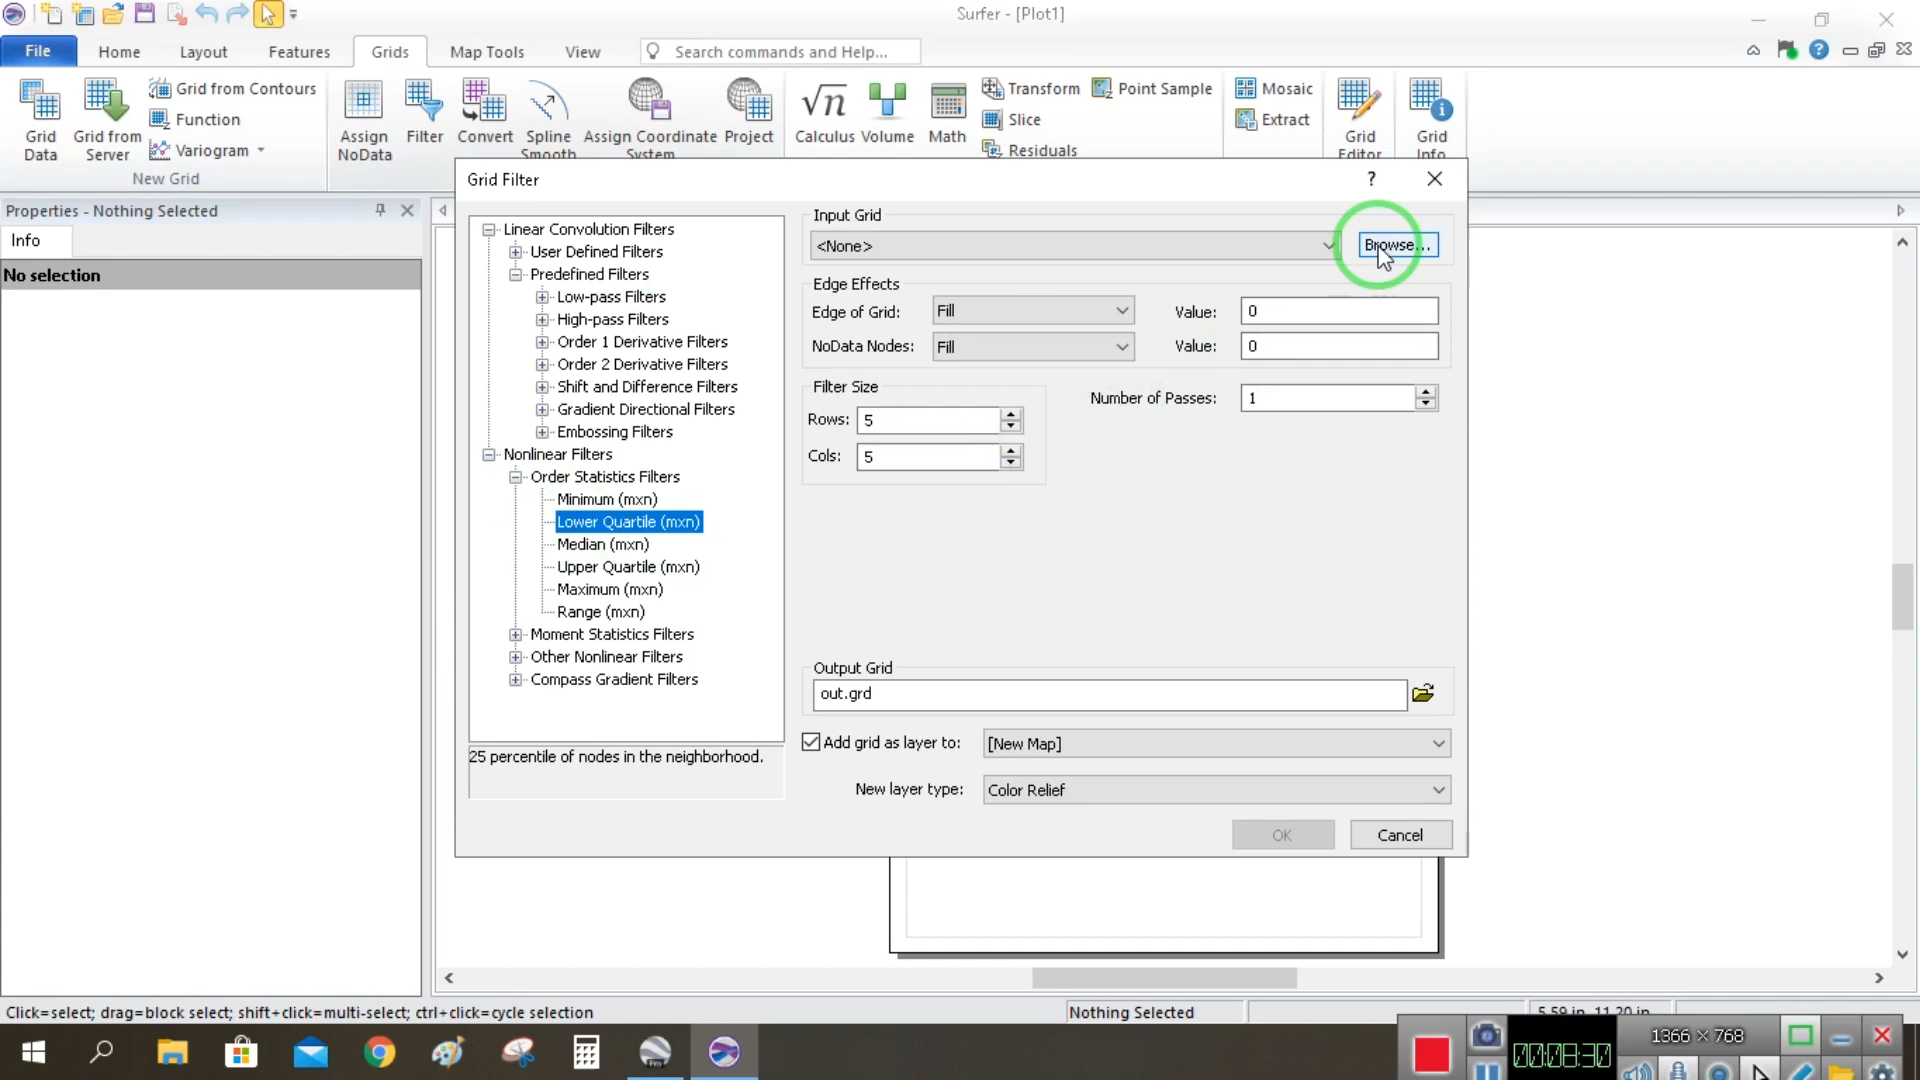 Surfer - [Plot1]
File Home Layout Features Grids Map Tools View Search commands and Help...
Grid Data
Grid from Server
Grid from Contours
Function
Variogram
New Grid
Assign NoData
Filter
Convert
Spline Smooth
Assign Coordinate System
Project
Calculus
Volume
Math
Transform
Point Sample
Slice
Residuals
Mosaic
Extract
Grid Editor
Grid Info
Properties - Nothing Selected
Info
No selection
Grid Filter ?
Linear Convolution Filters
User Defined Filters
Predefined Filters
Low-pass Filters
High-pass Filters
Order 1 Derivative Filters
Order 2 Derivative Filters
Shift and Difference Filters
Gradient Directional Filters
Embossing Filters
Nonlinear Filters
Order Statistics Filters
Minimum (mxn)
Lower Quartile (mxn)
Median (mxn)
Upper Quartile (mxn)
Maximum (mxn)
Range (mxn)
Moment Statistics Filters
Other Nonlinear Filters
Compass Gradient Filters
25 percentile of nodes in the neighborhood.
Input Grid
<None> Browse...
Edge Effects
Edge of Grid: Fill Value: 0
NoData Nodes: Fill Value: 0
Filter Size
Rows: 5
Cols: 5
Number of Passes: 1
Output Grid
out.grd
Add grid as layer to: [New Map]
New layer type: Color Relief
OK Cancel
Click=select; drag=block select; shift+click=multi-select; ctrl+click=cycle selection
Nothing Selected
5.59 in, 11.20 in
1366 × 768
00:08:30